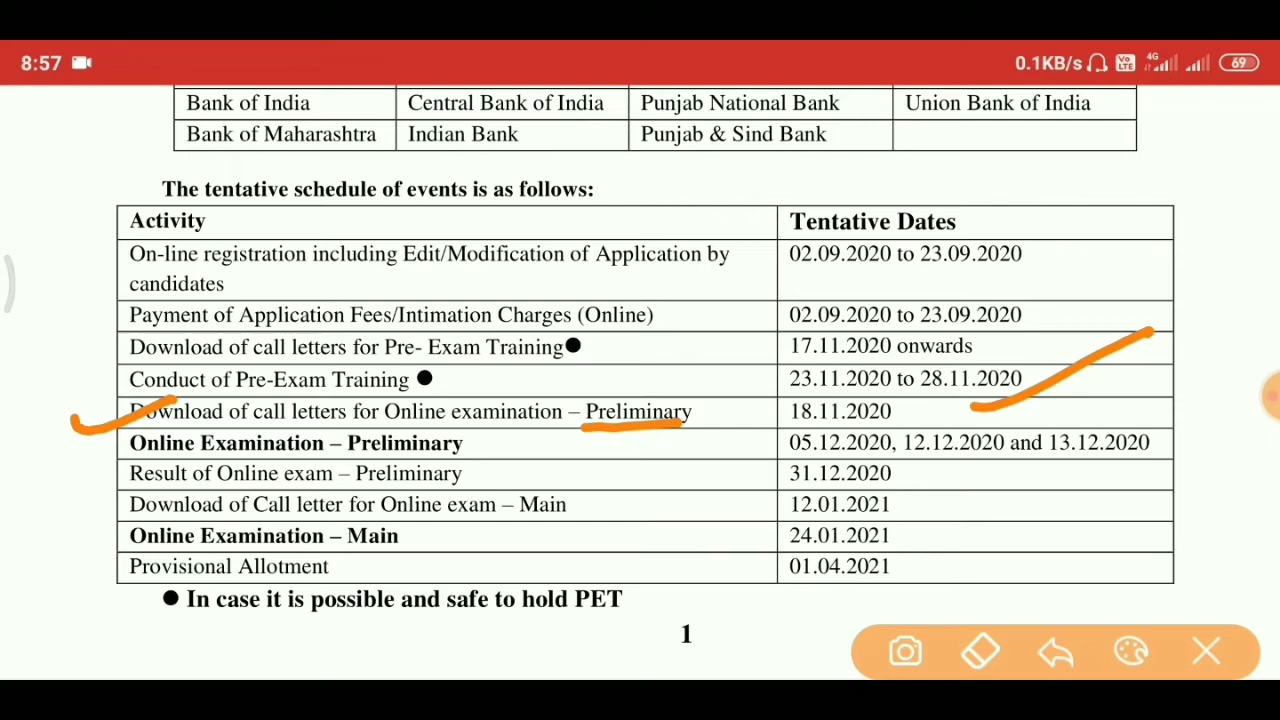 8:57 0.1KB/s Vo LTE 4G 69
Bank of India Central Bank of India Punjab National Bank Union Bank of India
Bank of Maharashtra Indian Bank Punjab & Sind Bank
The tentative schedule of events is as follows:
Activity Tentative Dates
On-line registration including Edit/Modification of Application by 02.09.2020 to 23.09.2020
candidates
Payment of Application Fees/Intimation Charges (Online) 02.09.2020 to 23.09.2020
Download of call letters for Pre- Exam Training● 17.11.2020 onwards
Conduct of Pre-Exam Training ● 23.11.2020 to 28.11.2020
Download of call letters for Online examination – Preliminary 18.11.2020
Online Examination – Preliminary 05.12.2020, 12.12.2020 and 13.12.2020
Result of Online exam – Preliminary 31.12.2020
Download of Call letter for Online exam – Main 12.01.2021
Online Examination – Main 24.01.2021
Provisional Allotment 01.04.2021
● In case it is possible and safe to hold PET
1